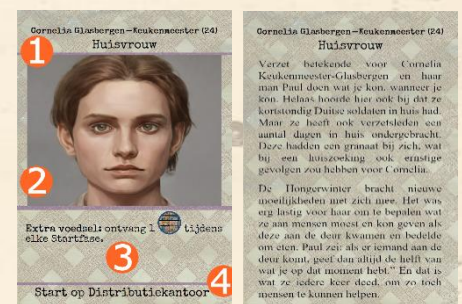 Cornelia Glasbergen-Keukenmeester (24)
Huisvrouw
1
2
Extra voedsel: ontvang 1 tijdens
elke Startfase.
3
4
Start op Distributiekantoor
Cornelia Glasbergen-Keukenmeester (24)
Huisvrouw
Verzet betekende voor Cornelia
Keukenmeester-Glasbergen en haar
man Paul doen wat je kon, wanneer je
kon. Helaas hoorde hier ook bij dat ze
kortstondig Duitse soldaten in huis had.
Maar ze heeft ook verzetsleden een
aantal dagen in huis ondergebracht.
Deze hadden een granaat bij zich, wat
bij een huiszoeking ook ernstige
gevolgen zou hebben voor Cornelia.
De Hongerwinter bracht nieuwe
moeilijkheden met zich mee. Het was
erg lastig voor haar om te bepalen wat
ze aan mensen moest en kon geven als
deze aan de deur kwamen en bedelde
om eten. Paul zei: als er iemand aan de
deur komt, geef dan altijd de helft van
wat je op dat moment hebt." En dat is
wat ze iedere keer deed, om zo toch
mensen te kunnen helpen.